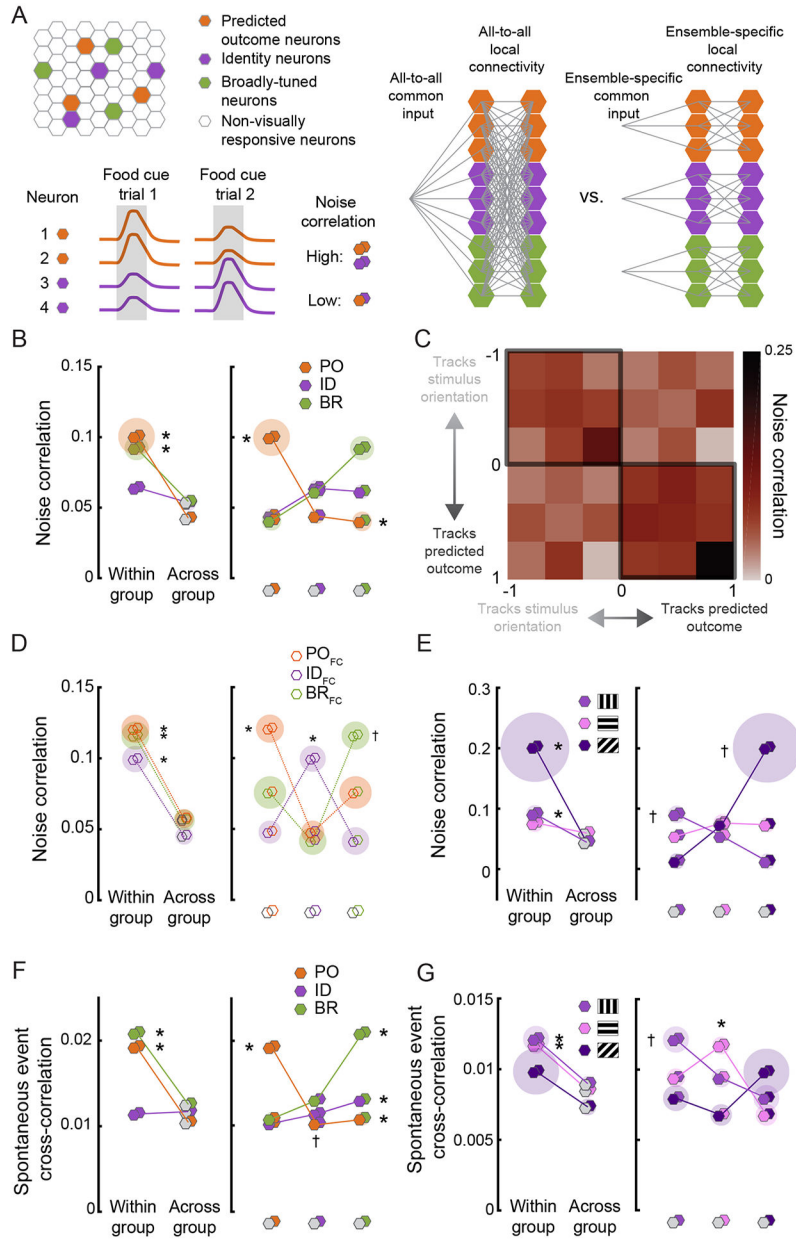 A
Predicted
outcome neurons
Identity neurons
Broadly-tuned
neurons
Non-visually
responsive neurons
Neuron
Food cue
trial 1
Food cue
trial 2
Noise
correlation
1
2
3
4
High:
Low:
All-to-all
common
input
All-to-all
local
connectivity
vs.
Ensemble-specific
common
input
Ensemble-specific
local
connectivity
B
Noise correlation
0.15
0.1
0.05
0
*
*
Within
group
Across
group
PO
ID
BR
*
*
C
Tracks
stimulus
orientation
Tracks
predicted
outcome
-1
0
1
-1
0
1
Tracks stimulus
orientation
Tracks predicted
outcome
0.25
0
Noise correlation
D
Noise correlation
0.15
0.1
0.05
0
*
*
*
Within
group
Across
group
POFC
IDFC
BRFC
*
*
†
E
Noise correlation
0.3
0.2
0.1
0
*
*
Within
group
Across
group
†
†
F
Spontaneous event
cross-correlation
0.02
0.01
0
*
*
Within
group
Across
group
PO
ID
BR
*
†
*
*
*
G
Spontaneous event
cross-correlation
0.015
0.01
0.005
0
*
*
Within
group
Across
group
†
*